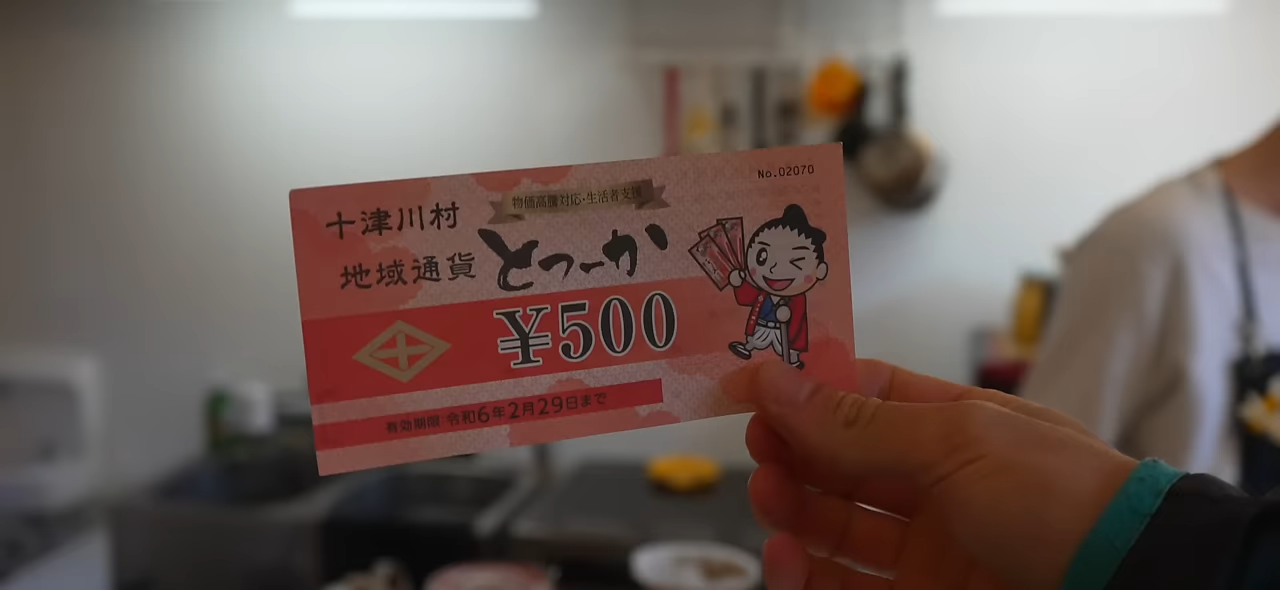 No.02070
物価高騰対応・生活者支援
十津川村
地域通貨 とつーか
¥500
有効期限 令和6年2月29日まで